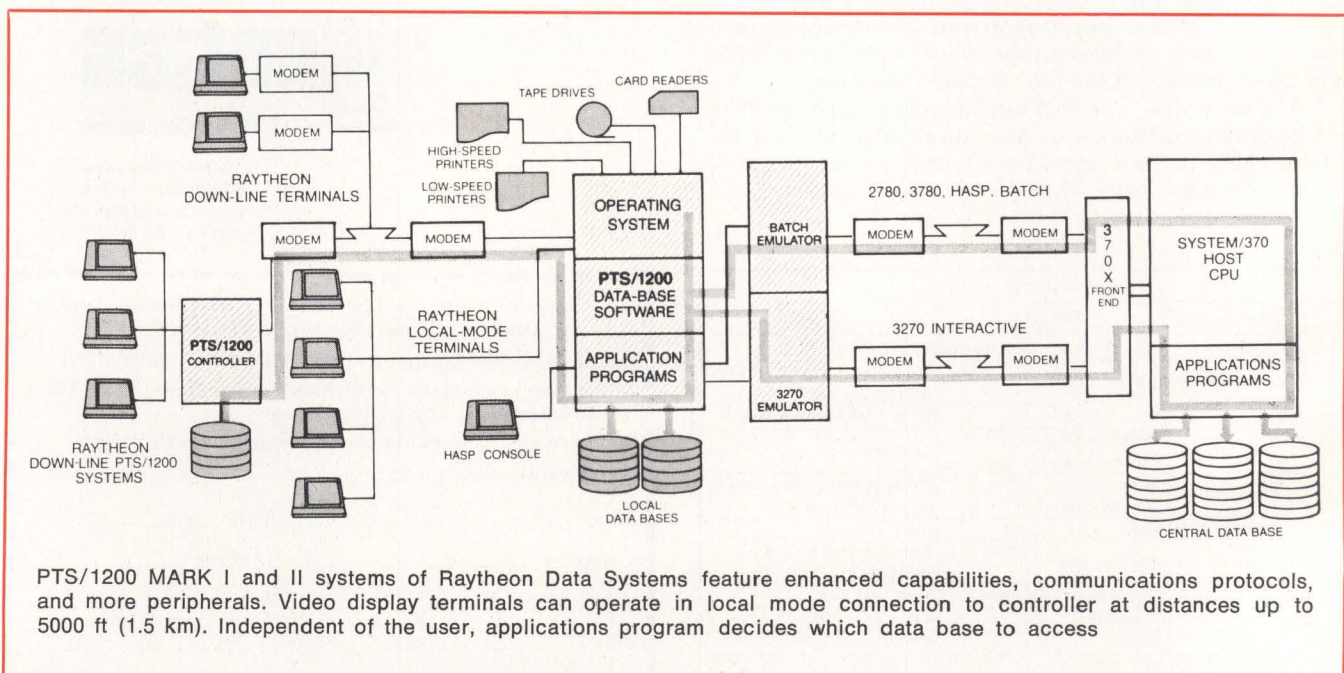 MODEM
MODEM
RAYTHEON
DOWN-LINE TERMINALS
HIGH-SPEED
PRINTERS
LOW-SPEED
PRINTERS
TAPE DRIVES
CARD READERS
MODEM
MODEM
PTS/1200
CONTROLLER
RAYTHEON
DOWN-LINE PTS/1200
SYSTEMS
RAYTHEON
LOCAL-MODE
TERMINALS
HASP CONSOLE
OPERATING
SYSTEM
PTS/1200
DATA-BASE
SOFTWARE
APPLICATION
PROGRAMS
LOCAL
DATA BASES
BATCH
EMULATOR
3270
EMULATOR
2780, 3780, HASP. BATCH
MODEM
MODEM
3270 INTERACTIVE
MODEM
MODEM
3
7
0
X
FRONT
END
SYSTEM/370
HOST
CPU
APPLICATIONS
PROGRAMS
CENTRAL DATA BASE
PTS/1200 MARK I and II systems of Raytheon Data Systems feature enhanced capabilities, communications protocols,
and more peripherals. Video display terminals can operate in local mode connection to controller at distances up to
5000 ft (1.5 km). Independent of the user, applications program decides which data base to access